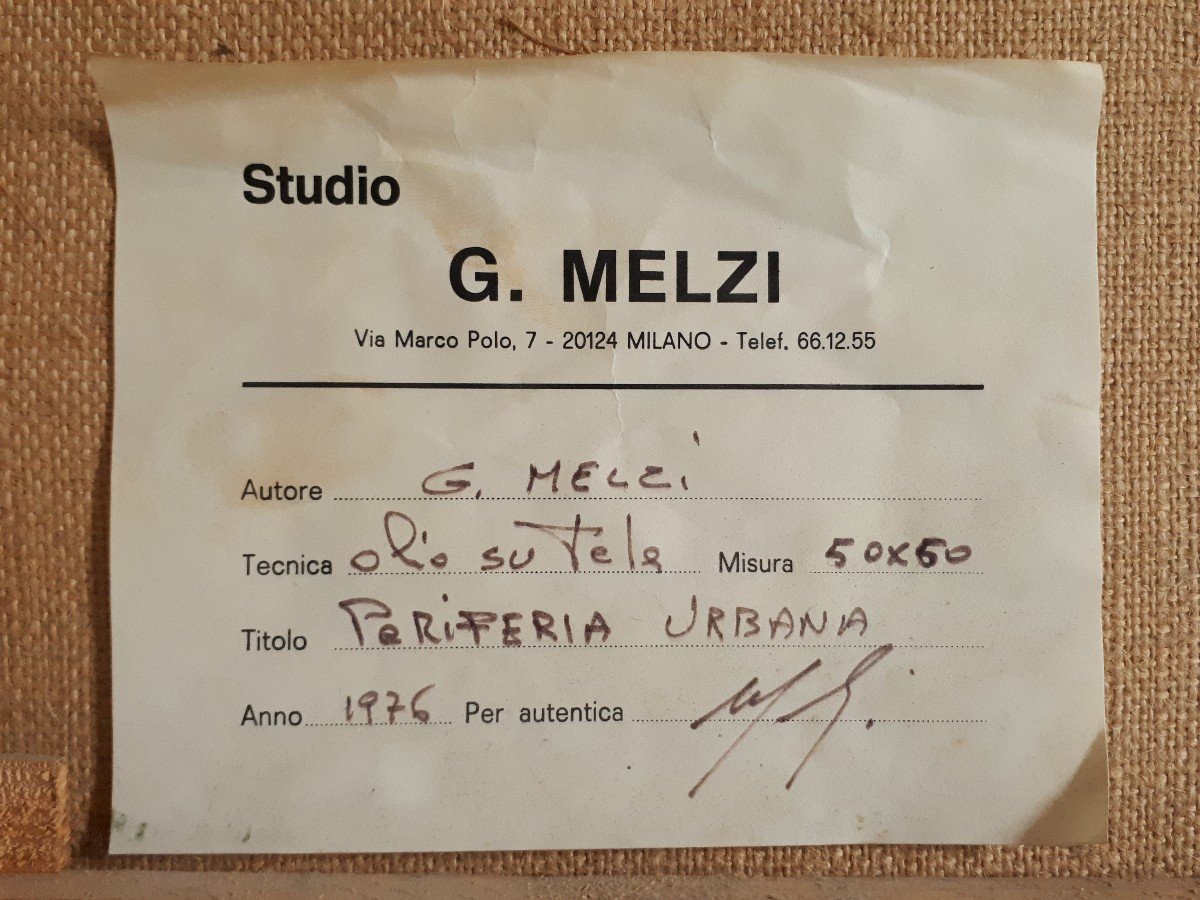 Studio
G. MELZI
Via Marco Polo, 7 - 20124 MILANO - Telef. 66.12.55
Autore G. MELZI
Tecnica olio su Tela Misura 50x50
Titolo PERIFERIA URBANA
Anno 1976 Per autentica